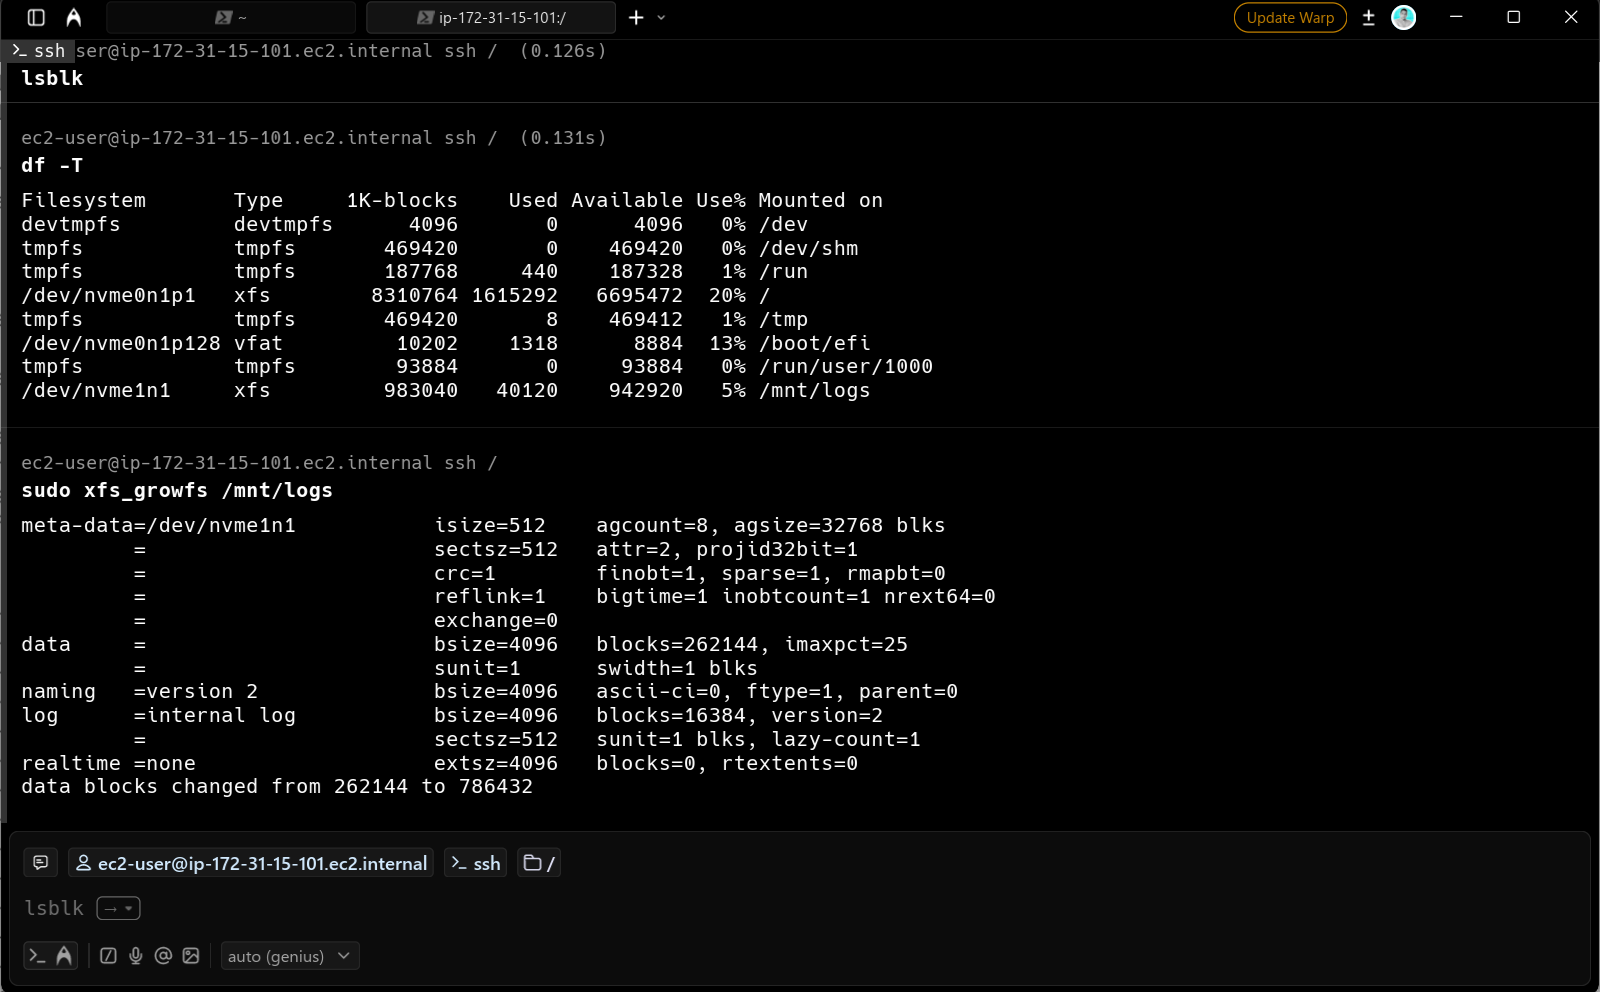 ~
ip-172-31-15-101:/
Update Warp
ssh ser@ip-172-31-15-101.ec2.internal ssh / (0.126s)
lsblk
ec2-user@ip-172-31-15-101.ec2.internal ssh / (0.131s)
df -T
Filesystem Type 1K-blocks Used Available Use% Mounted on
devtmpfs devtmpfs 4096 0 4096 0% /dev
tmpfs tmpfs 469420 0 469420 0% /dev/shm
tmpfs tmpfs 187768 440 187328 1% /run
/dev/nvme0n1p1 xfs 8310764 1615292 6695472 20% /
tmpfs tmpfs 469420 8 469412 1% /tmp
/dev/nvme0n1p128 vfat 10202 1318 8884 13% /boot/efi
tmpfs tmpfs 93884 0 93884 0% /run/user/1000
/dev/nvme1n1 xfs 983040 40120 942920 5% /mnt/logs
ec2-user@ip-172-31-15-101.ec2.internal ssh /
sudo xfs_growfs /mnt/logs
meta-data=/dev/nvme1n1 isize=512 agcount=8, agsize=32768 blks
= sectsz=512 attr=2, projid32bit=1
= crc=1 finobt=1, sparse=1, rmapbt=0
= reflink=1 bigtime=1 inobtcount=1 nrext64=0
= exchange=0
data = bsize=4096 blocks=262144, imaxpct=25
= sunit=1 swidth=1 blks
naming =version 2 bsize=4096 ascii-ci=0, ftype=1, parent=0
log =internal log bsize=4096 blocks=16384, version=2
= sectsz=512 sunit=1 blks, lazy-count=1
realtime =none extsz=4096 blocks=0, rtextents=0
data blocks changed from 262144 to 786432
ec2-user@ip-172-31-15-101.ec2.internal ssh /
lsblk
auto (genius)